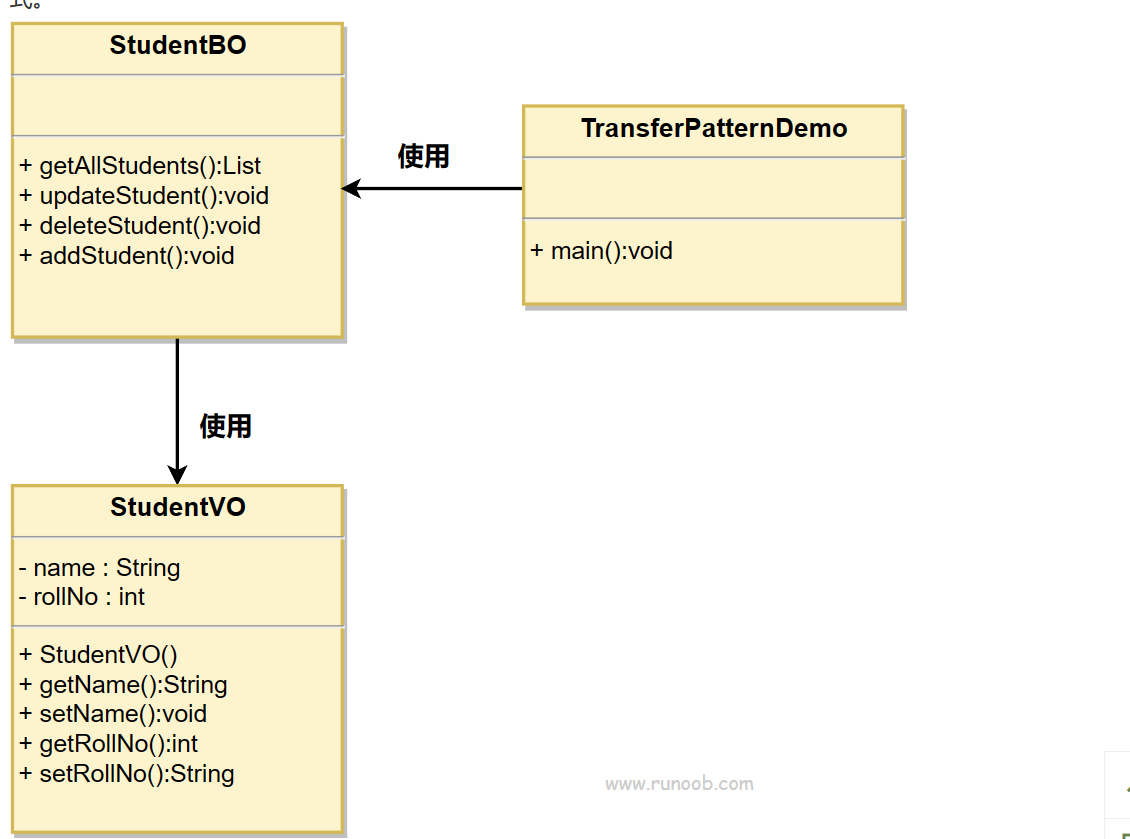 式。
StudentBO
+ getAllStudents():List
+ updateStudent():void
+ deleteStudent():void
+ addStudent():void
使用
TransferPatternDemo
+ main():void
使用
StudentVO
- name : String
- rollNo : int
+ StudentVO()
+ getName():String
+ setName():void
+ getRollNo():int
+ setRollNo():String
www.runoob.com